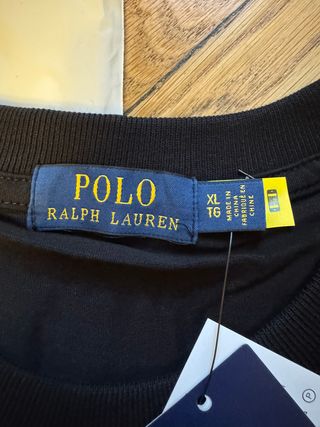 POLO
RALPH LAUREN
XL
TG
MADE IN
CHINA
FABRIQUÉ EN
CHINE
P